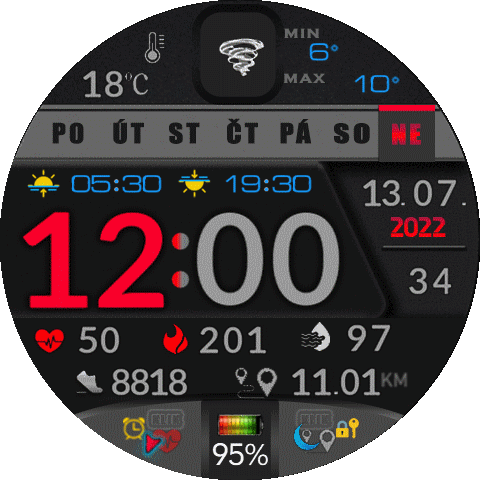 MIN
6°
18°C
MAX
10°
PO ÚT ST ČT PÁ SO NE
05:30 19:30
13.07.
12:00
2022
34
50 201 97
8818 11.01KM
95%